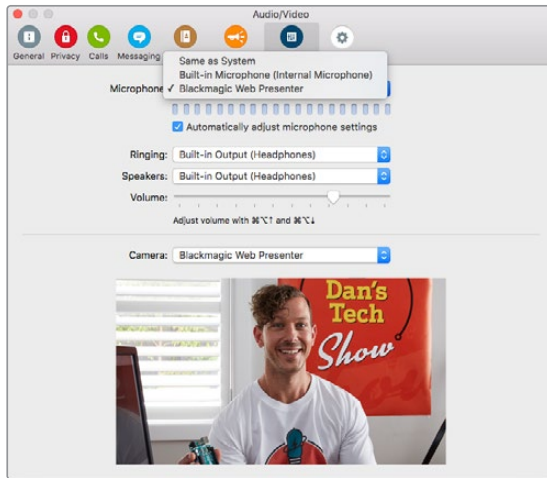 Audio/Video
General Privacy Calls Messaging
Same as System
Built-in Microphone (Internal Microphone)
Microphone ✓ Blackmagic Web Presenter
Automatically adjust microphone settings
Ringing: Built-in Output (Headphones)
Speakers: Built-in Output (Headphones)
Volume:
Adjust volume with ⌘⌥↑ and ⌘⌥↓
Camera: Blackmagic Web Presenter
Dan's
Tech
Show